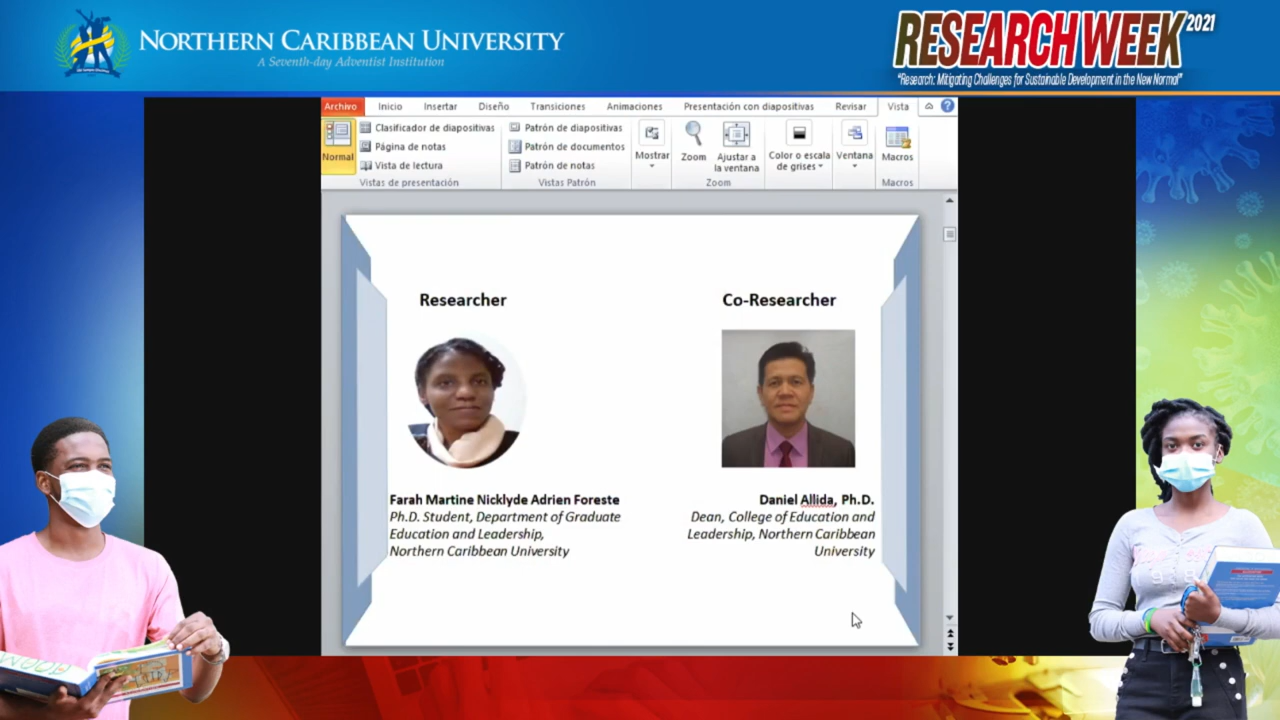 NORTHERN CARIBBEAN UNIVERSITY
A Seventh-day Adventist Institution
RESEARCH WEEK 2021
"Research: Mitigating Challenges for Sustainable Development in the New Normal"
Archivo Inicio Insertar Diseño Transiciones Animaciones Presentación con diapositivas Revisar Vista
Normal
Clasificador de diapositivas
Página de notas
Vista de lectura
Vistas de presentación
Patrón de diapositivas
Patrón de documentos
Patrón de notas
Vistas Patrón
Mostrar
Zoom
Ajustar a
la ventana
Zoom
Color o escala
de grises
Ventana
Macros
Macros
Researcher
Farah Martine Nicklyde Adrien Foreste
Ph.D. Student, Department of Graduate
Education and Leadership,
Northern Caribbean University
Co-Researcher
Daniel Allida, Ph.D.
Dean, College of Education and
Leadership, Northern Caribbean
University